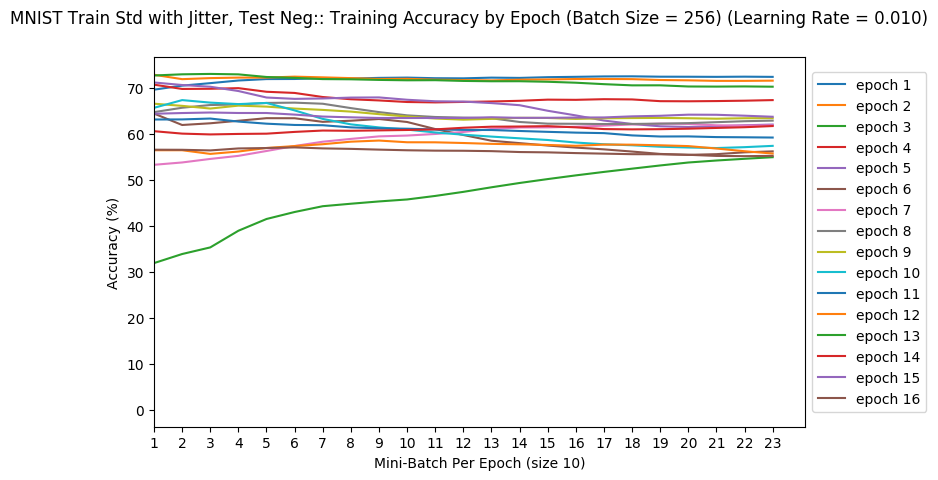 MNIST Train Std with Jitter, Test Neg:: Training Accuracy by Epoch (Batch Size = 256) (Learning Rate = 0.010)
Accuracy (%)
70
60
50
40
30
20
10
0
1 2 3 4 5 6 7 8 9 10 11 12 13 14 15 16 17 18 19 20 21 22 23
Mini-Batch Per Epoch (size 10)
epoch 1
epoch 2
epoch 3
epoch 4
epoch 5
epoch 6
epoch 7
epoch 8
epoch 9
epoch 10
epoch 11
epoch 12
epoch 13
epoch 14
epoch 15
epoch 16